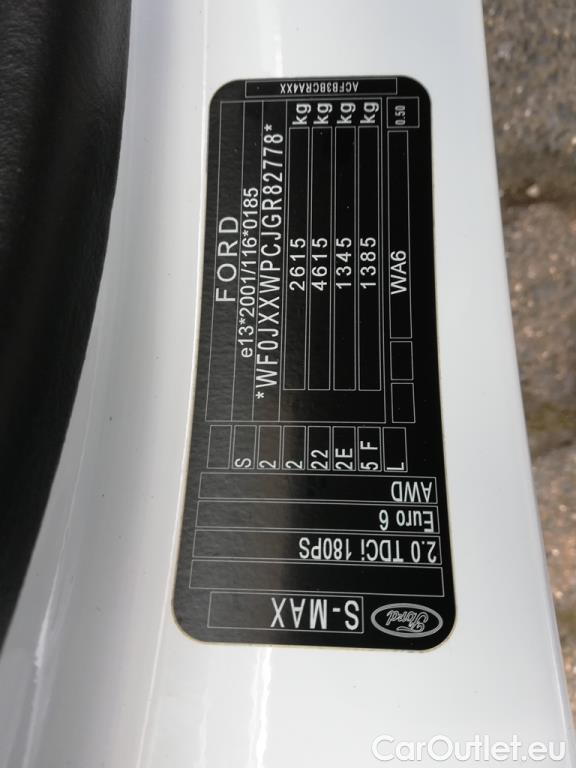 ACFB3BCRA4XX
FORD
e13*2001/116*0185
*WF0JXXWPCJGR82778*
2615 kg
4615 kg
1345 kg
1385 kg
WA6
0.50
S
2
2
22
2E
5 F
L
AWD
Euro 6
2.0 TDCi 180PS
S-MAX
Ford
CarOutlet.eu